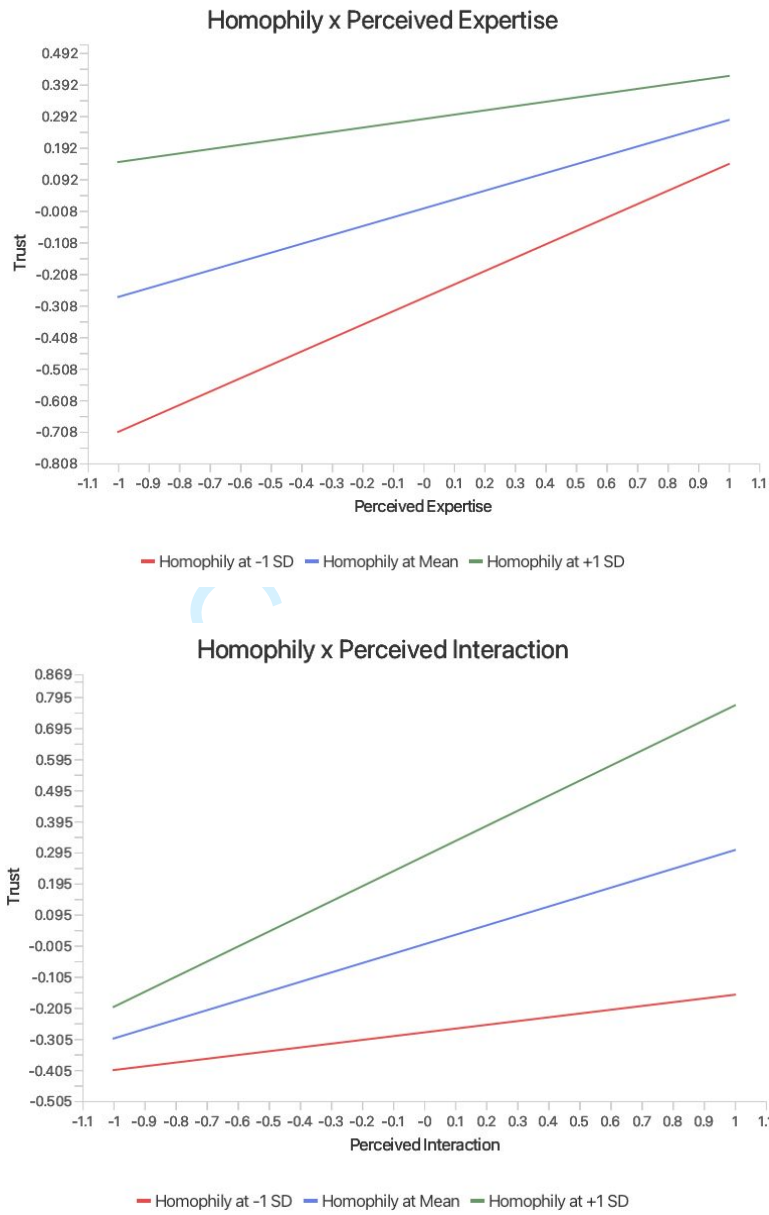 Homophily x Perceived Expertise
0.492
0.392
0.292
0.192
0.092
-0.008
-0.108
-0.208
-0.308
-0.408
-0.508
-0.608
-0.708
-0.808
Trust
-1.1 -1 -0.9 -0.8 -0.7 -0.6 -0.5 -0.4 -0.3 -0.2 -0.1 -0 0.1 0.2 0.3 0.4 0.5 0.6 0.7 0.8 0.9 1 1.1
Perceived Expertise
Homophily at -1 SD Homophily at Mean Homophily at +1 SD
Homophily x Perceived Interaction
0.869
0.795
0.695
0.595
0.495
0.395
0.295
0.195
0.095
-0.005
-0.105
-0.205
-0.305
-0.405
-0.505
Trust
-1.1 -1 -0.9 -0.8 -0.7 -0.6 -0.5 -0.4 -0.3 -0.2 -0.1 -0 0.1 0.2 0.3 0.4 0.5 0.6 0.7 0.8 0.9 1
Perceived Interaction
Homophily at -1 SD Homophily at Mean Homophily at +1 SD